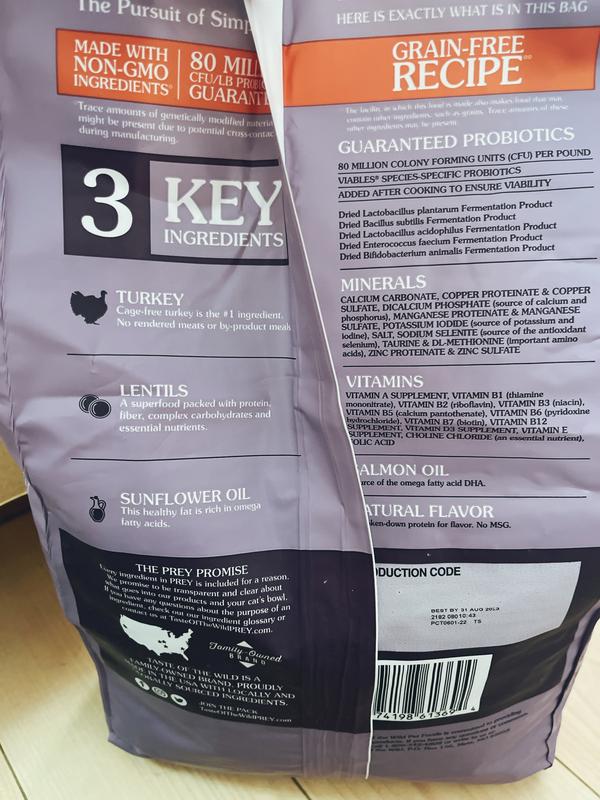 The Pursuit of Simp
MADE WITH
NON-GMO
INGREDIENTS
80 MILL
CFU/LB PROBIO
GUARANT
Trace amounts of genetically modified material
might be present due to potential cross-contac
during manufacturing.
3 KEY
INGREDIENTS
TURKEY
Cage-free turkey is the #1 ingredient.
No rendered meats or by-product meals
LENTILS
A superfood packed with protein,
fiber, complex carbohydrates and
essential nutrients.
SUNFLOWER OIL
This healthy fat is rich in omega
fatty acids.
THE PREY PROMISE
Every ingredient in PREY is included for a reason.
We promise to be transparent and clear about
what goes into our products and your cat's bowl.
If you have any questions about the purpose of an
ingredient, check out our ingredient glossary or
contact us at TasteOfTheWildPREY.com.
Family-Owned
BRAND
TASTE OF THE WILD IS A
FAMILY-OWNED BRAND, PROUDLY
MADE IN THE USA WITH LOCALLY AND
GLOBALLY SOURCED INGREDIENTS.
JOIN THE PACK
TasteOfTheWildPREY.com
HERE IS EXACTLY WHAT IS IN THIS BAG
GRAIN-FREE
RECIPE
The facility in which this food is made also makes food that may
contain other ingredients, such as grains. Trace amounts of these
other ingredients may be present.
GUARANTEED PROBIOTICS
80 MILLION COLONY FORMING UNITS (CFU) PER POUND
VIABLES® SPECIES-SPECIFIC PROBIOTICS
ADDED AFTER COOKING TO ENSURE VIABILITY
Dried Lactobacillus plantarum Fermentation Product
Dried Bacillus subtilis Fermentation Product
Dried Lactobacillus acidophilus Fermentation Product
Dried Enterococcus faecium Fermentation Product
Dried Bifidobacterium animalis Fermentation Product
MINERALS
CALCIUM CARBONATE, COPPER PROTEINATE & COPPER
SULFATE, DICALCIUM PHOSPHATE (source of calcium and
phosphorus), MANGANESE PROTEINATE & MANGANESE
SULFATE, POTASSIUM IODIDE (source of potassium and
iodine), SALT, SODIUM SELENITE (source of the antioxidant
selenium), TAURINE & DL-METHIONINE (important amino
acids), ZINC PROTEINATE & ZINC SULFATE
VITAMINS
VITAMIN A SUPPLEMENT, VITAMIN B1 (thiamine
mononitrate), VITAMIN B2 (riboflavin), VITAMIN B3 (niacin),
VITAMIN B5 (calcium pantothenate), VITAMIN B6 (pyridoxine
hydrochloride), VITAMIN B7 (biotin), VITAMIN B12
SUPPLEMENT, VITAMIN D3 SUPPLEMENT, VITAMIN E
SUPPLEMENT, CHOLINE CHLORIDE (an essential nutrient),
FOLIC ACID
ALMON OIL
urce of the omega fatty acid DHA.
ATURAL FLAVOR
ken-down protein for flavor. No MSG.
DUCTION CODE
BEST BY 31 AUG 2023
2182 08010:43
PCT0601-22 TS
74198 61369 4